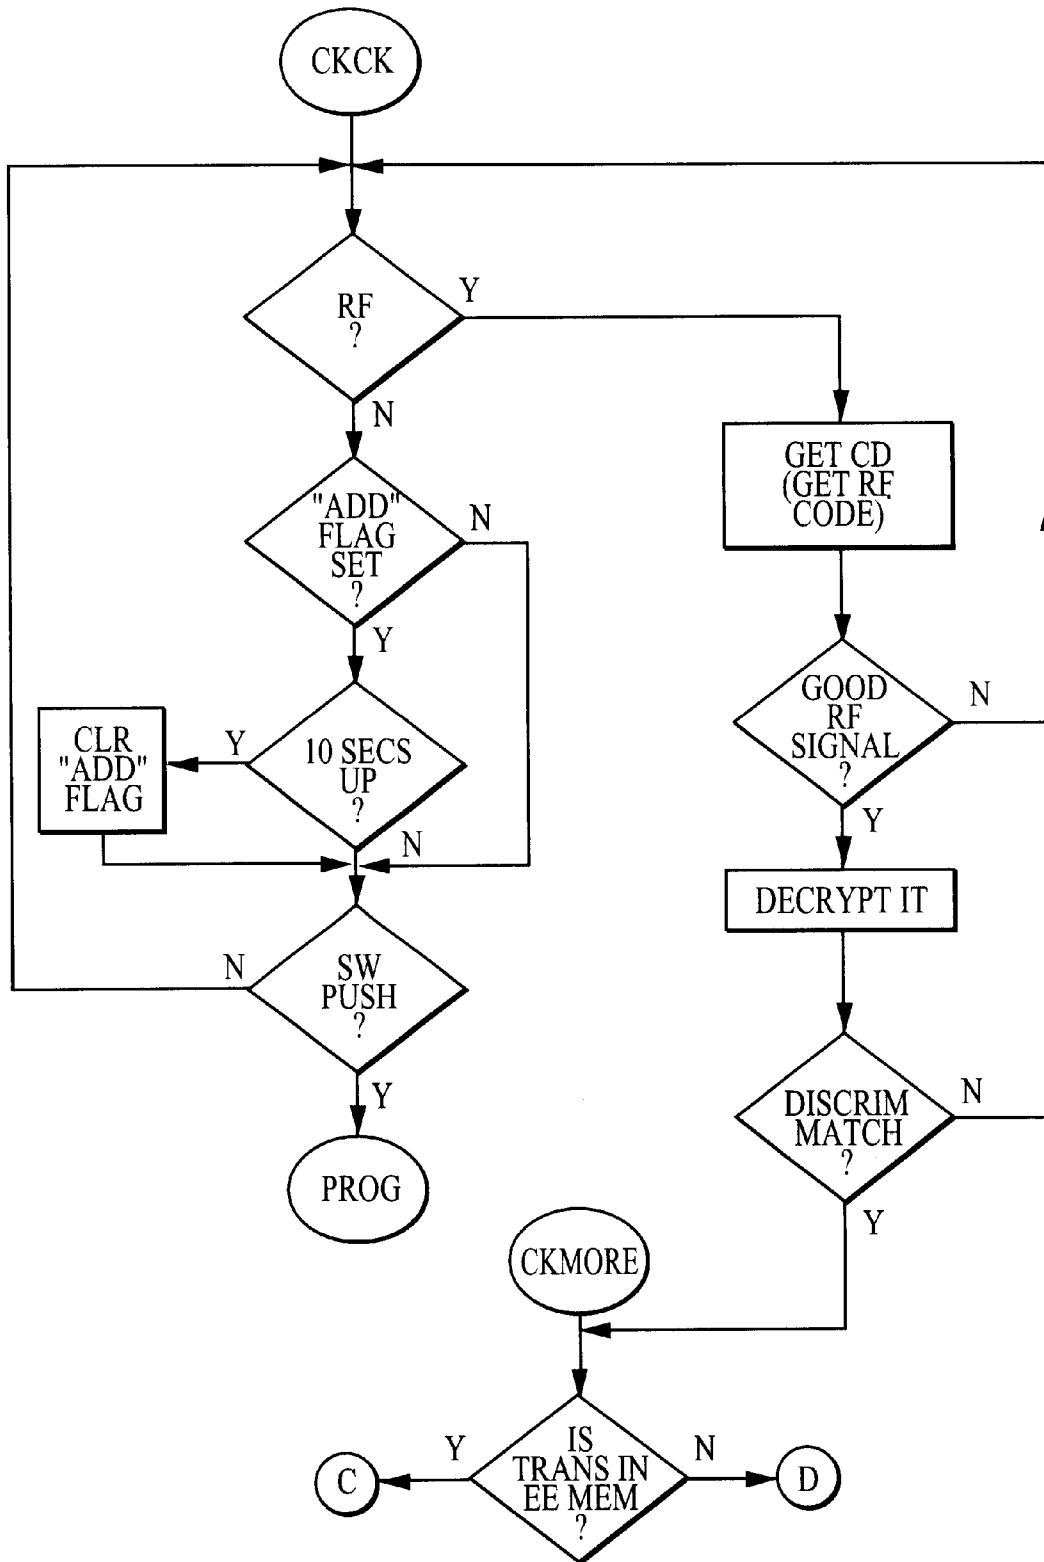 CKCK
RF
?
Y
N
"ADD"
FLAG
SET
?
N
Y
10 SECS
UP
?
Y
N
CLR
"ADD"
FLAG
SW
PUSH
?
N
Y
PROG
GET CD
(GET RF
CODE)
GOOD
RF
SIGNAL
?
N
Y
DECRYPT IT
DISCRIM
MATCH
?
N
Y
CKMORE
IS
TRANS IN
EE MEM
?
Y
N
C
D